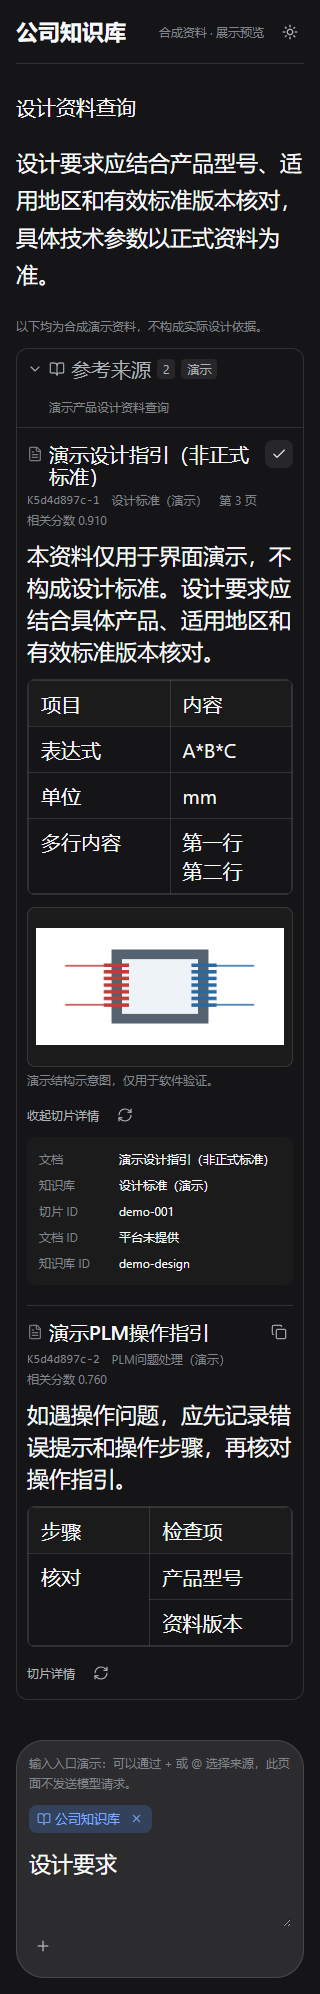 公司知识库
合成资料 · 展示预览
设计资料查询
设计要求应结合产品型号、适
用地区和有效标准版本核对，
具体技术参数以正式资料为
准。
以下均为合成演示资料，不构成实际设计依据。
参考来源 2 演示
演示产品设计资料查询
演示设计指引（非正式
标准）
K5d4d897c-1 设计标准（演示） 第 3 页
相关分数 0.910
本资料仅用于界面演示，不
构成设计标准。设计要求应
结合具体产品、适用地区和
有效标准版本核对。
项目 内容
表达式 A*B*C
单位 mm
多行内容 第一行
第二行
演示结构示意图，仅用于软件验证。
收起切片详情
文档 演示设计指引（非正式标准）
知识库 设计标准（演示）
切片 ID demo-001
文档 ID 平台未提供
知识库 ID demo-design
演示PLM操作指引
K5d4d897c-2 PLM问题处理（演示）
相关分数 0.760
如遇操作问题，应先记录错
误提示和操作步骤，再核对
操作指引。
步骤 检查项
核对 产品型号
资料版本
切片详情
输入入口演示：可以通过 + 或 @ 选择来源，此页
面不发送模型请求。
公司知识库 ×
设计要求
+